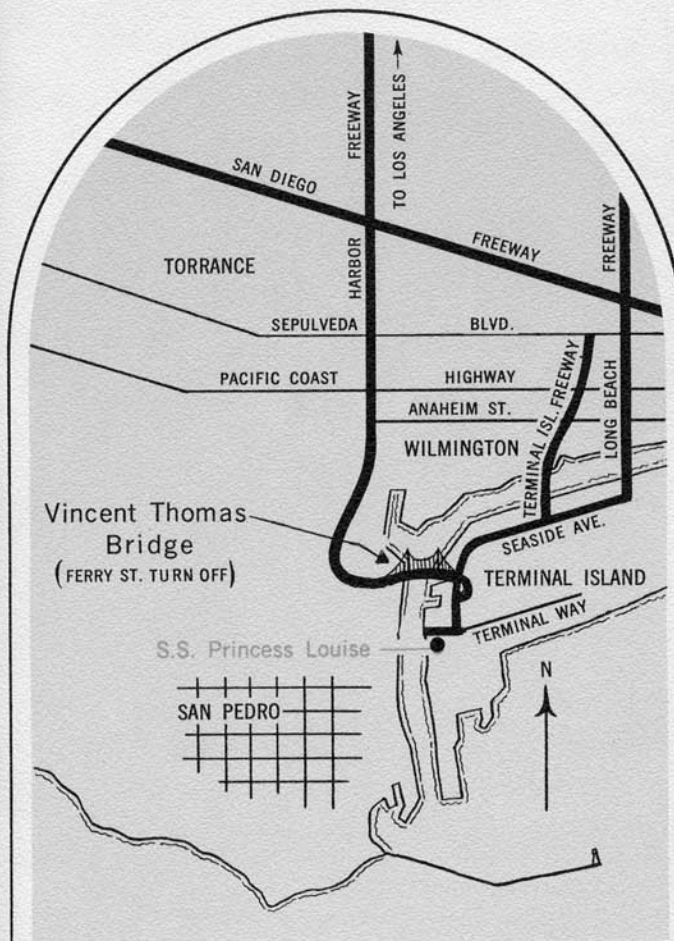 FREEWAY
TO LOS ANGELES
SAN DIEGO
FREEWAY
FREEWAY
TORRANCE
HARBOR
SEPULVEDA BLVD.
PACIFIC COAST HIGHWAY
ANAHEIM ST.
TERMINAL ISL. FREEWAY
LONG BEACH
WILMINGTON
Vincent Thomas
Bridge
(FERRY ST. TURN OFF)
SEASIDE AVE.
TERMINAL ISLAND
TERMINAL WAY
S.S. Princess Louise
N
SAN PEDRO